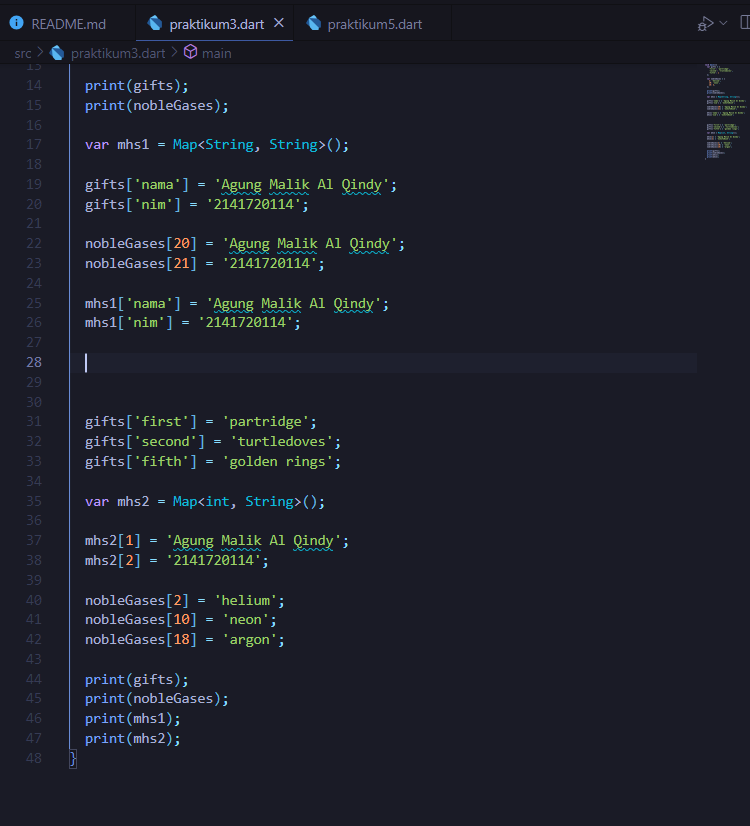 README.md praktikum3.dart praktikum5.dart
src > praktikum3.dart > main
13
14 print(gifts);
15 print(nobleGases);
16
17 var mhs1 = Map<String, String>();
18
19 gifts['nama'] = 'Agung Malik Al Qindy';
20 gifts['nim'] = '2141720114';
21
22 nobleGases[20] = 'Agung Malik Al Qindy';
23 nobleGases[21] = '2141720114';
24
25 mhs1['nama'] = 'Agung Malik Al Qindy';
26 mhs1['nim'] = '2141720114';
27
28
29
30
31 gifts['first'] = 'partridge';
32 gifts['second'] = 'turtledoves';
33 gifts['fifth'] = 'golden rings';
34
35 var mhs2 = Map<int, String>();
36
37 mhs2[1] = 'Agung Malik Al Qindy';
38 mhs2[2] = '2141720114';
39
40 nobleGases[2] = 'helium';
41 nobleGases[10] = 'neon';
42 nobleGases[18] = 'argon';
43
44 print(gifts);
45 print(nobleGases);
46 print(mhs1);
47 print(mhs2);
48 }